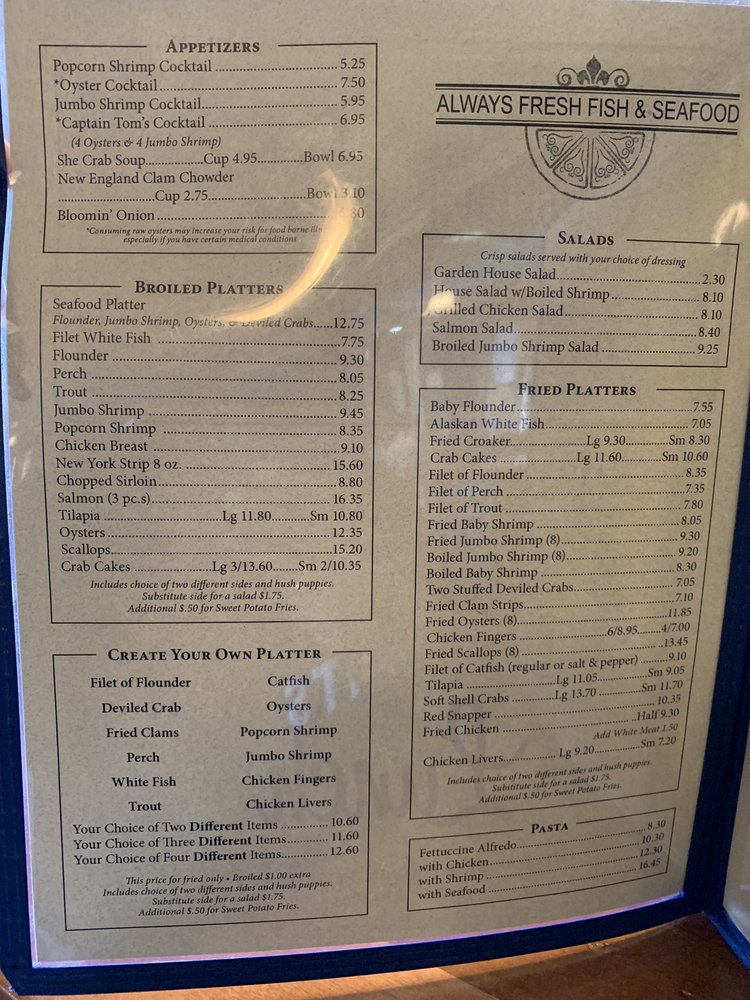 APPETIZERS
Popcorn Shrimp Cocktail ..... 5.25
*Oyster Cocktail ..... 7.50
Jumbo Shrimp Cocktail ..... 5.95
*Captain Tom's Cocktail ..... 6.95
(4 Oysters & 4 Jumbo Shrimp)
She Crab Soup ..... Cup 4.95 ..... Bowl 6.95
New England Clam Chowder
..... Cup 2.75 ..... Bowl 3.10
Bloomin' Onion ..... 80
*Consuming raw oysters may increase your risk for food borne
especially if you have certain medical conditions
BROILED PLATTERS
Seafood Platter
Flounder, Jumbo Shrimp, Oysters, & Deviled Crabs ..... 12.75
Filet White Fish ..... 7.75
Flounder ..... 9.30
Perch ..... 8.05
Trout ..... 8.25
Jumbo Shrimp ..... 9.45
Popcorn Shrimp ..... 8.35
Chicken Breast ..... 9.10
New York Strip 8 oz. ..... 15.60
Chopped Sirloin ..... 8.80
Salmon (3 pc.s) ..... 16.35
Tilapia ..... Lg 11.80 ..... Sm 10.80
Oysters ..... 12.35
Scallops ..... 15.20
Crab Cakes ..... Lg 3/13.60 ..... Sm 2/10.35
Includes choice of two different sides and hush puppies.
Substitute side for a salad $1.75.
Additional $.50 for Sweet Potato Fries.
CREATE YOUR OWN PLATTER
Filet of Flounder Catfish
Deviled Crab Oysters
Fried Clams Popcorn Shrimp
Perch Jumbo Shrimp
White Fish Chicken Fingers
Trout Chicken Livers
Your Choice of Two Different Items ..... 10.60
Your Choice of Three Different Items ..... 11.60
Your Choice of Four Different Items ..... 12.60
This price for fried only • Broiled $1.00 extra
Includes choice of two different sides and hush puppies.
Substitute side for a salad $1.75.
Additional $.50 for Sweet Potato Fries.
ALWAYS FRESH FISH & SEAFOOD
SALADS
Crisp salads served with your choice of dressing
Garden House Salad ..... 2.30
House Salad w/Boiled Shrimp ..... 8.10
Grilled Chicken Salad ..... 8.10
Salmon Salad ..... 8.40
Broiled Jumbo Shrimp Salad ..... 9.25
FRIED PLATTERS
Baby Flounder ..... 7.55
Alaskan White Fish ..... 7.05
Fried Croaker ..... Lg 9.30 ..... Sm 8.30
Crab Cakes ..... Lg 11.60 ..... Sm 10.60
Filet of Flounder ..... 8.35
Filet of Perch ..... 7.35
Filet of Trout ..... 7.80
Fried Baby Shrimp ..... 8.05
Fried Jumbo Shrimp (8) ..... 9.30
Boiled Jumbo Shrimp (8) ..... 9.20
Boiled Baby Shrimp ..... 8.30
Two Stuffed Deviled Crabs ..... 7.05
Fried Clam Strips ..... 7.10
Fried Oysters (8) ..... 11.85
Chicken Fingers ..... 6/8.95 ..... 4/7.00
Fried Scallops (8) ..... 13.45
Filet of Catfish (regular or salt & pepper) ..... 9.10
Tilapia ..... Lg 11.05 ..... Sm 9.05
Soft Shell Crabs ..... Lg 13.70 ..... Sm 11.70
Red Snapper ..... 10.35
Fried Chicken ..... Half 9.30
Add White Meat 1.50
Chicken Livers ..... Lg 9.20 ..... Sm 7.20
Includes choice of two different sides and hush puppies.
Substitute side for a salad $1.75.
Additional $.50 for Sweet Potato Fries.
PASTA
Fettuccine Alfredo ..... 8.30
with Chicken ..... 10.30
with Shrimp ..... 12.30
with Seafood ..... 16.45